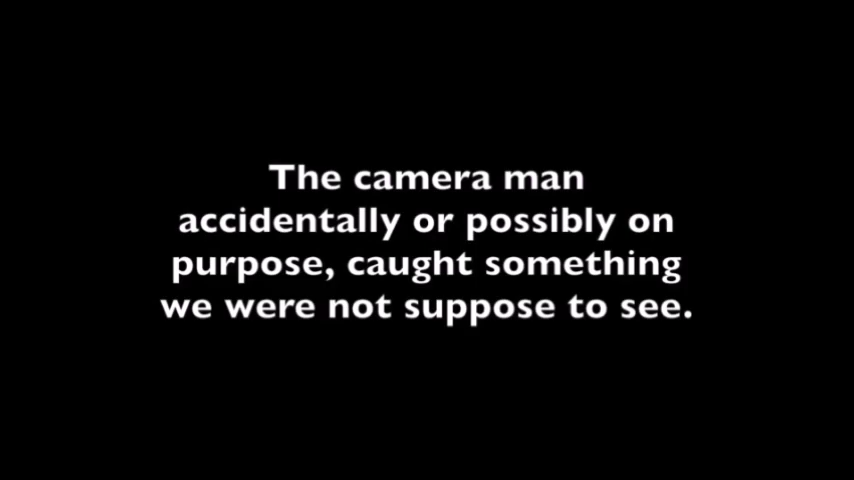 The camera man
accidentally or possibly on
purpose, caught something
we were not suppose to see.